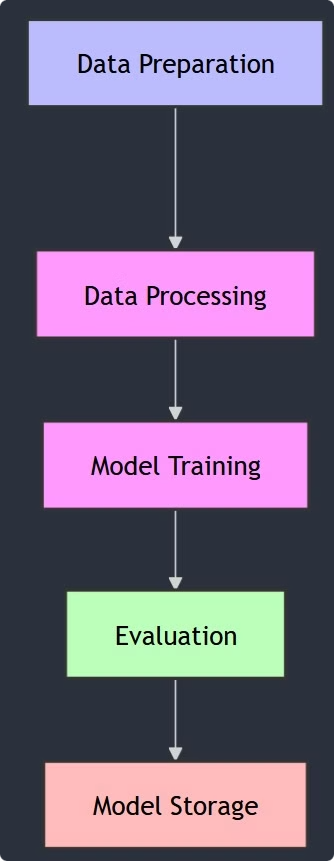 Data Preparation
Data Processing
Model Training
Evaluation
Model Storage